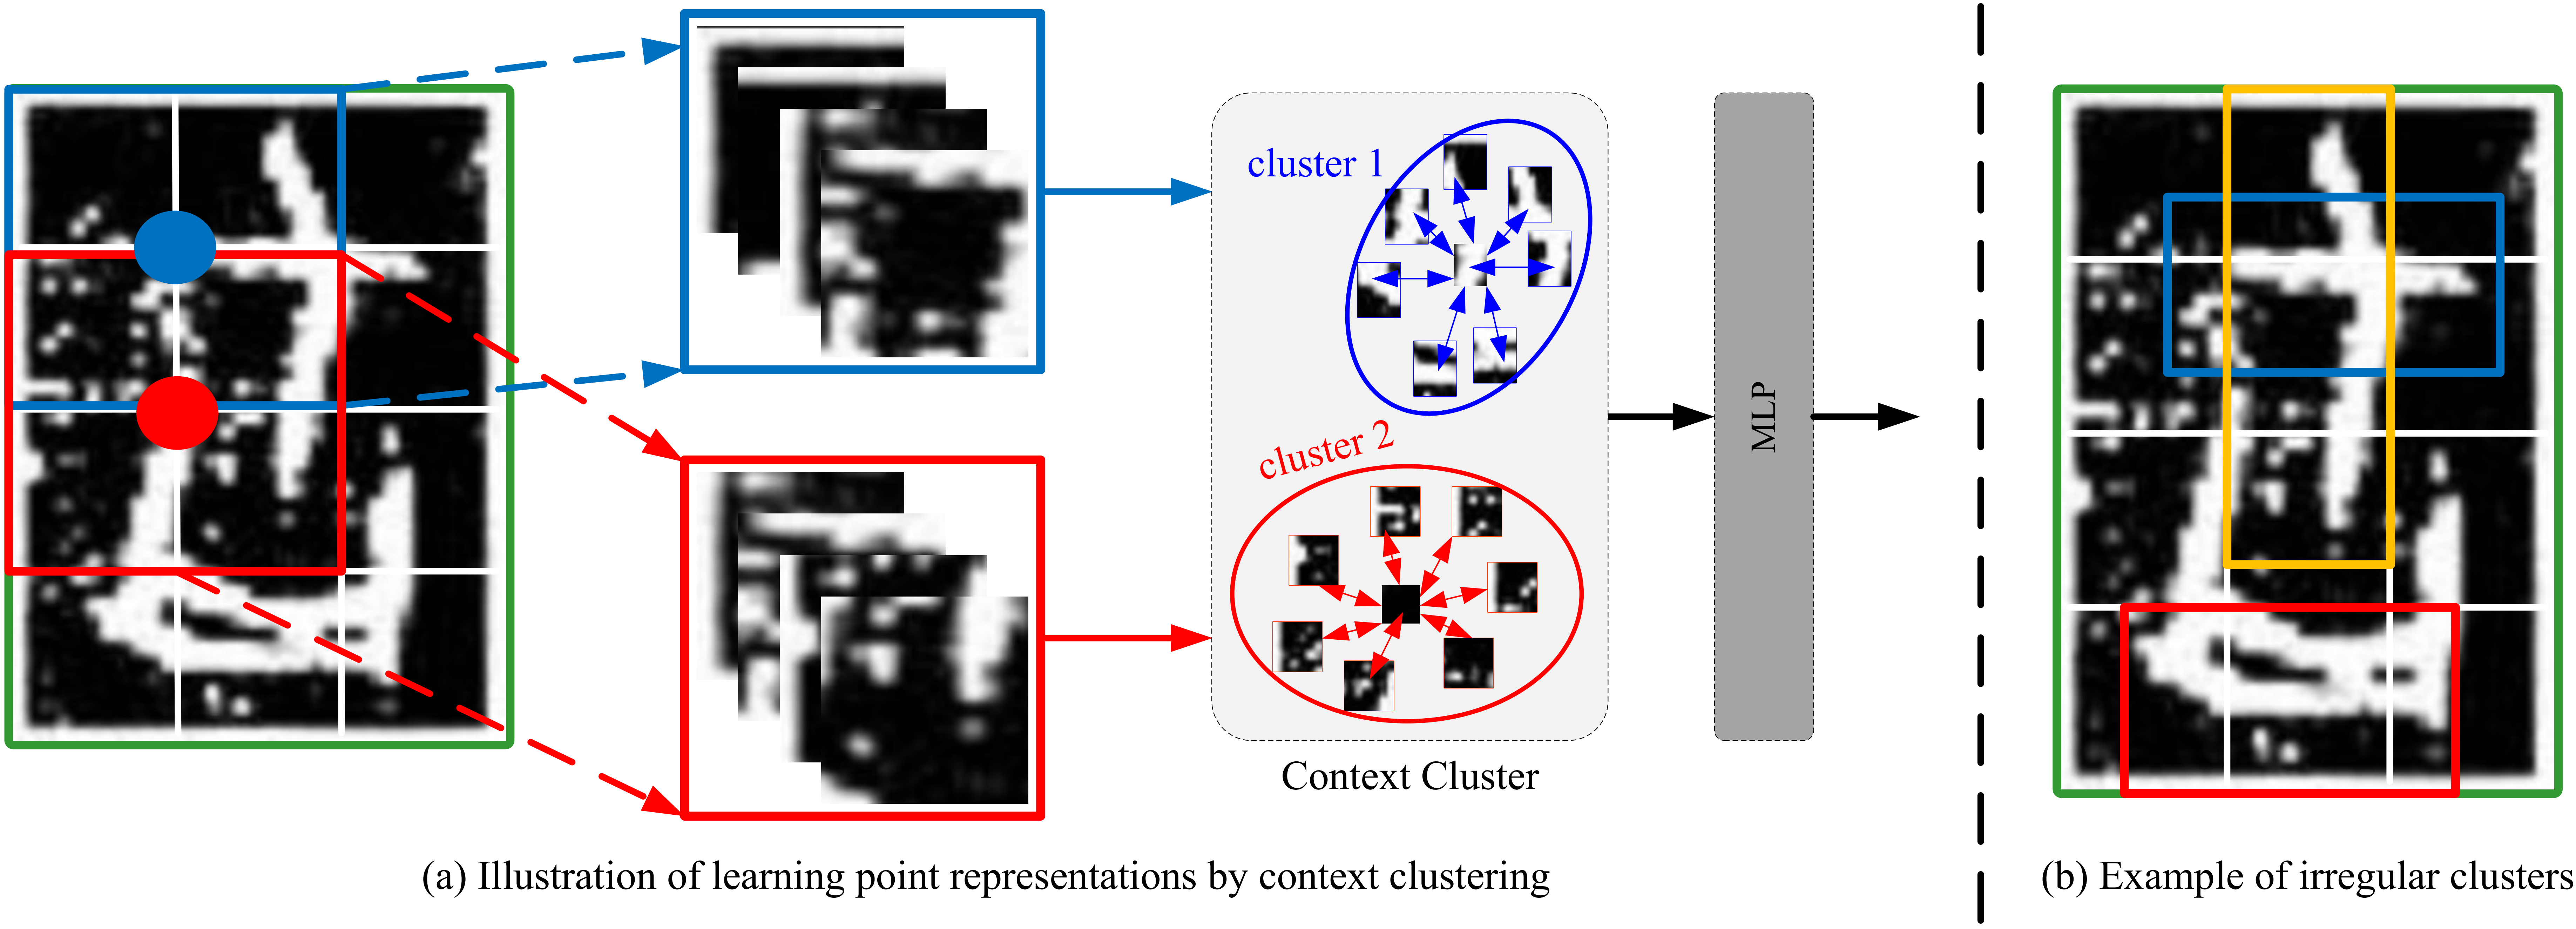 cluster 1
cluster 2
Context Cluster
MLP
(a) Illustration of learning point representations by context clustering
(b) Example of irregular clusters